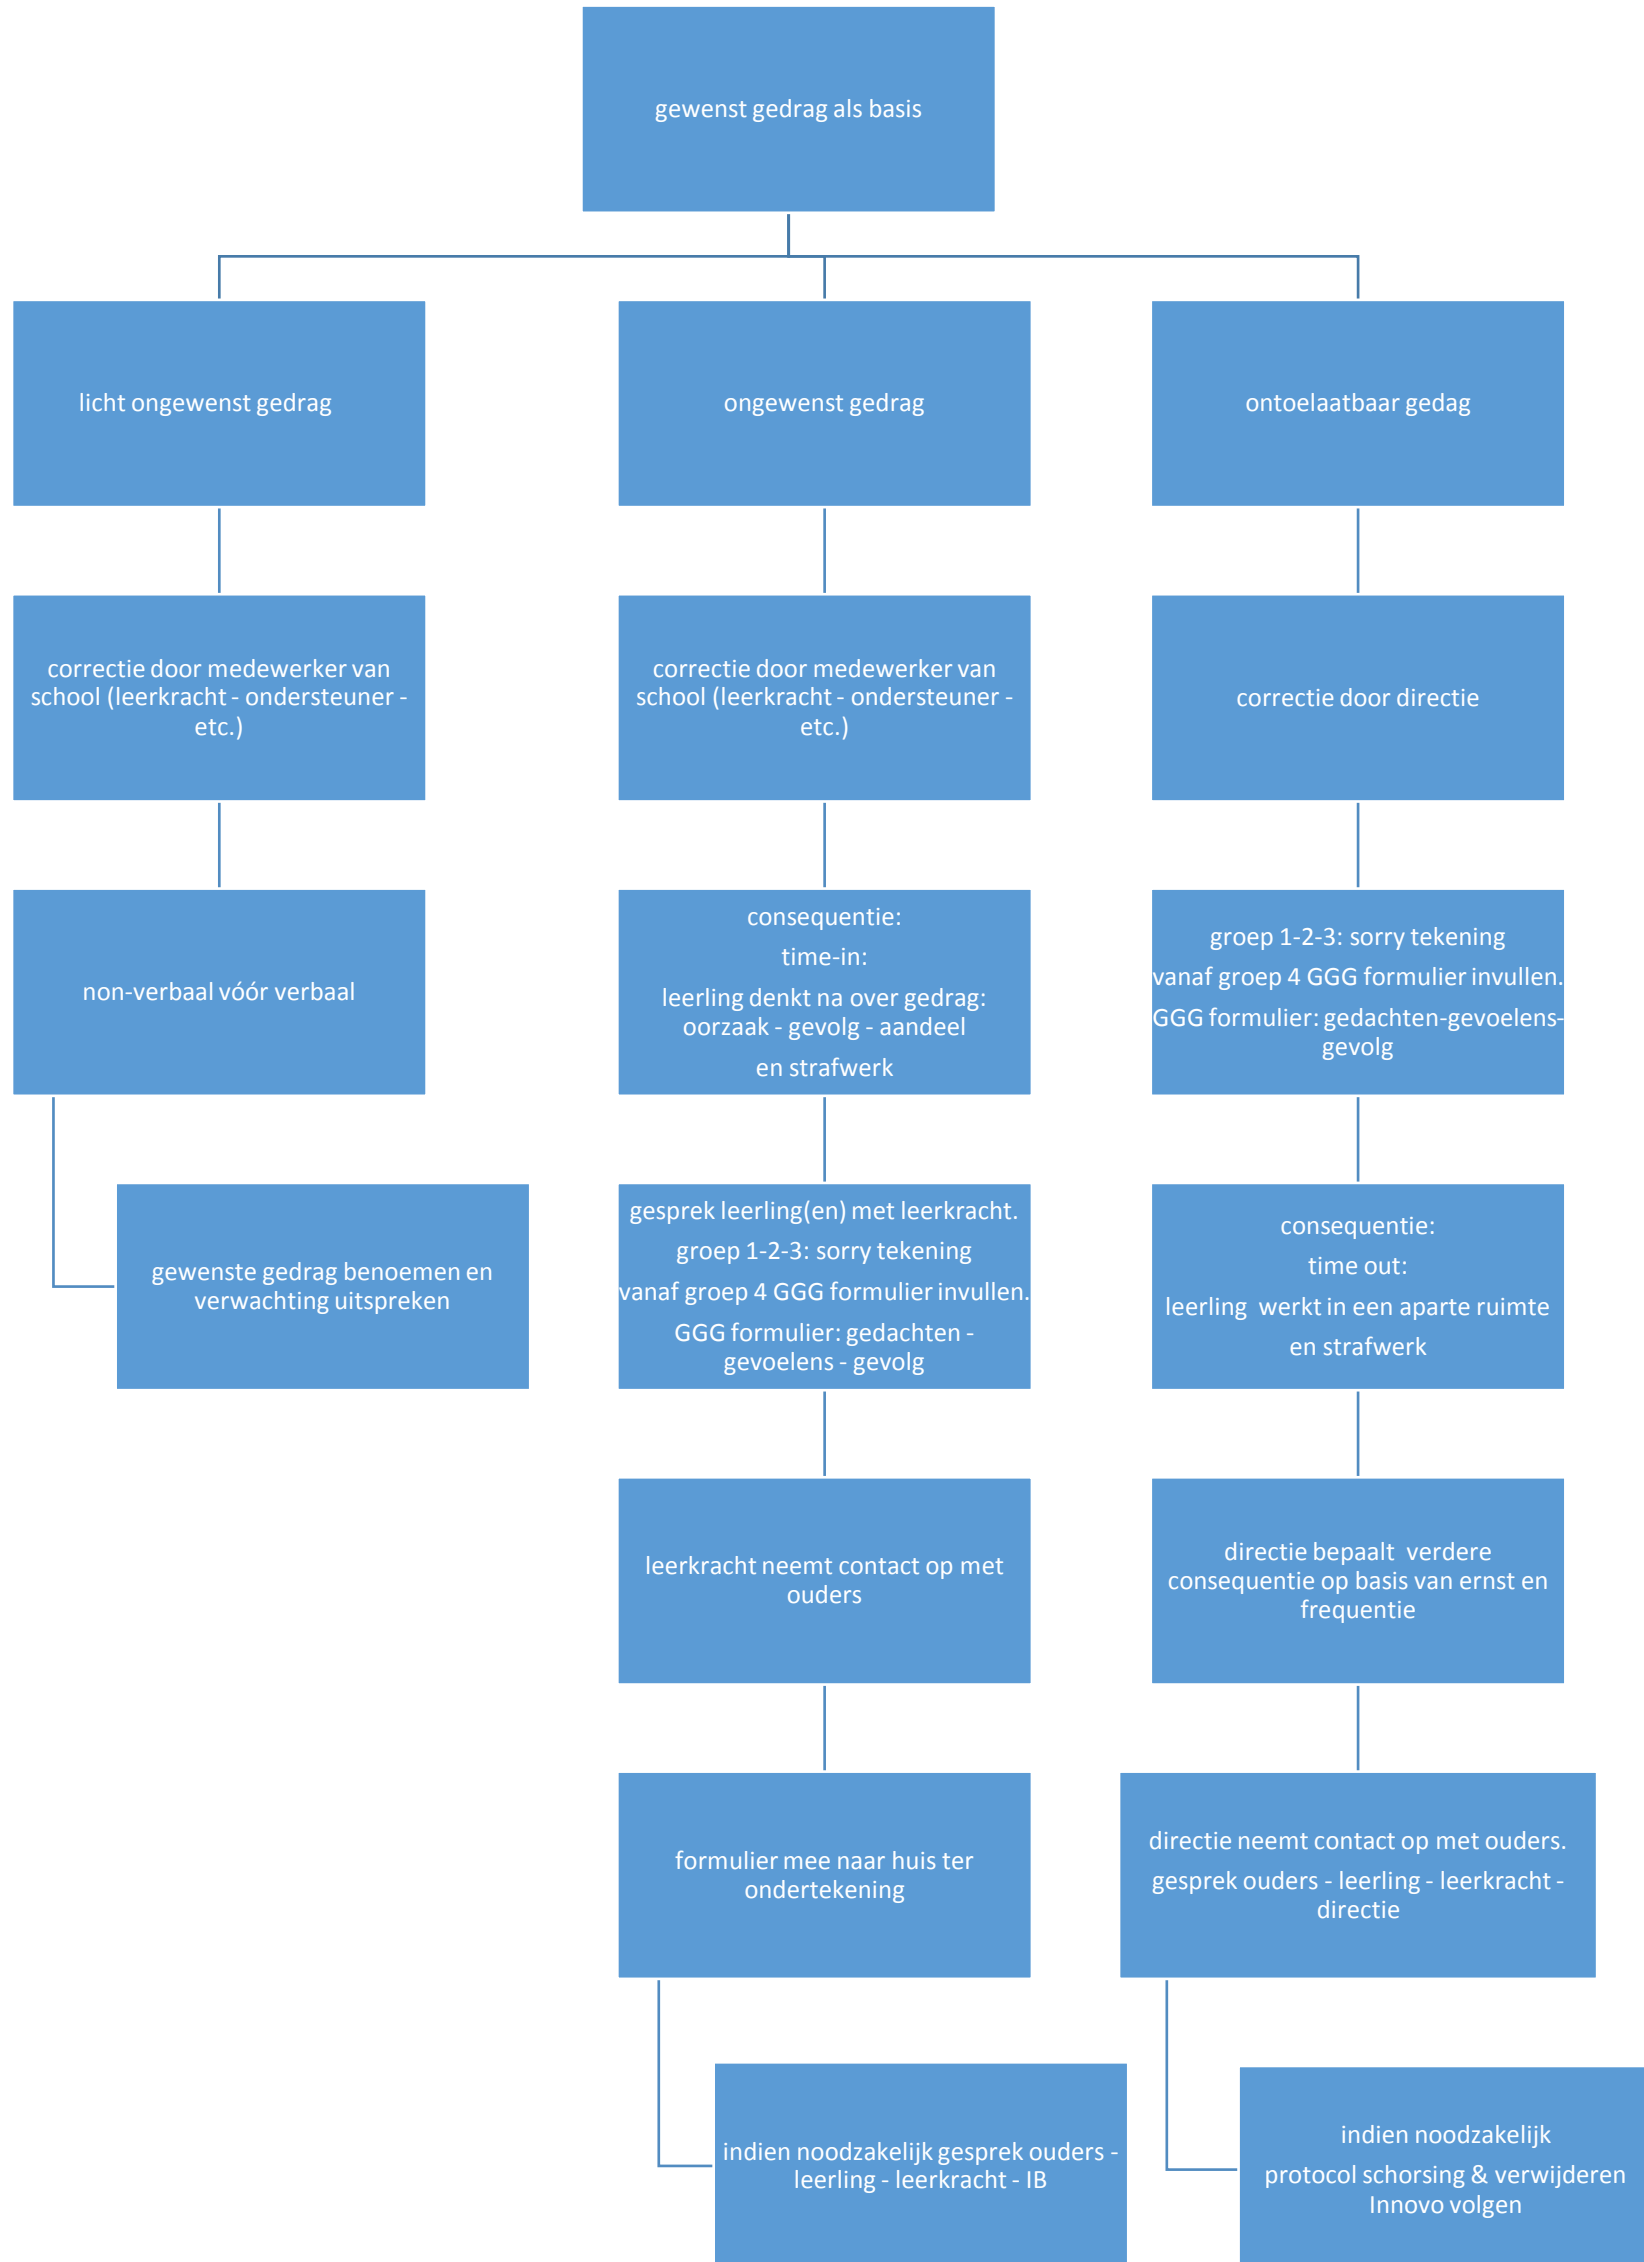 gewenst gedrag als basis
licht ongewenst gedrag
ongewenst gedrag
ontoelaatbaar gedag
correctie door medewerker van
school (leerkracht - ondersteuner -
etc.)
correctie door medewerker van
school (leerkracht - ondersteuner -
etc.)
correctie door directie
non-verbaal vóór verbaal
consequentie:
time-in:
leerling denkt na over gedrag:
oorzaak - gevolg - aandeel
en strafwerk
groep 1-2-3: sorry tekening
vanaf groep 4 GGG formulier invullen.
GGG formulier: gedachten-gevoelens-
gevolg
gewenste gedrag benoemen en
verwachting uitspreken
gesprek leerling(en) met leerkracht.
groep 1-2-3: sorry tekening
vanaf groep 4 GGG formulier invullen.
GGG formulier: gedachten -
gevoelens - gevolg
consequentie:
time out:
leerling werkt in een aparte ruimte
en strafwerk
leerkracht neemt contact op met
ouders
directie bepaalt verdere
consequentie op basis van ernst en
frequentie
formulier mee naar huis ter
ondertekening
directie neemt contact op met ouders.
gesprek ouders - leerling - leerkracht -
directie
indien noodzakelijk gesprek ouders -
leerling - leerkracht - IB
indien noodzakelijk
protocol schorsing & verwijderen
Innovo volgen